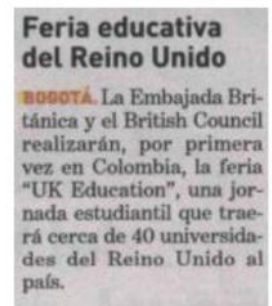 Feria educativa
del Reino Unido
BOGOTÁ. La Embajada Bri-
tánica y el British Council
realizarán, por primera
vez en Colombia, la feria
"UK Education", una jor-
nada estudiantil que trae-
rá cerca de 40 universida-
des del Reino Unido al
país.